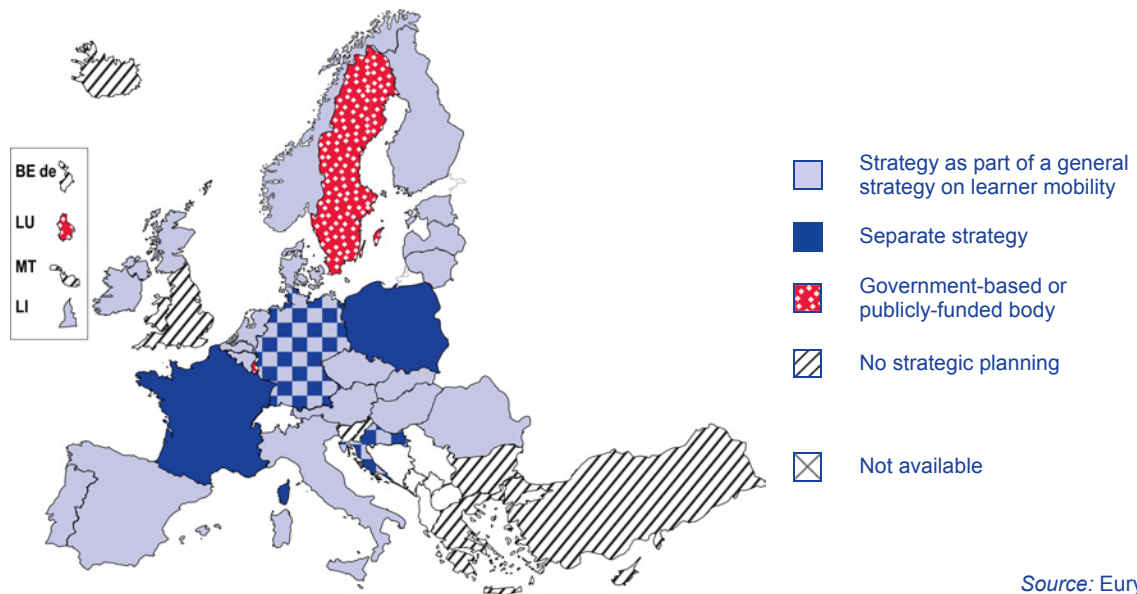 BE de
LU
MT
LI
Strategy as part of a general
strategy on learner mobility
Separate strategy
Government-based or
publicly-funded body
No strategic planning
Not available
Source: Eury